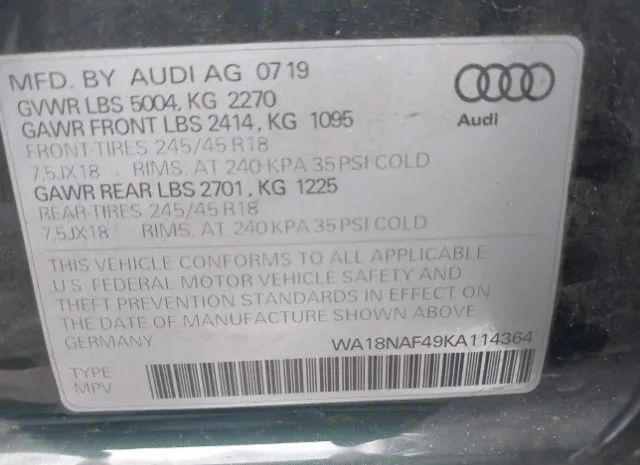 MFD. BY AUDI AG 07 19
GVWR LBS 5004, KG 2270
GAWR FRONT LBS 2414, KG 1095
FRONT-TIRES 245/45 R18
7,5JX18 RIMS, AT 240 KPA 35 PSI COLD
GAWR REAR LBS 2701, KG 1225
REAR-TIRES 245/45 R18
7,5JX18 RIMS, AT 240 KPA 35 PSI COLD
Audi
THIS VEHICLE CONFORMS TO ALL APPLICABLE
U.S. FEDERAL MOTOR VEHICLE SAFETY AND
THEFT PREVENTION STANDARDS IN EFFECT ON
THE DATE OF MANUFACTURE SHOWN ABOVE
GERMANY WA18NAF49KA114364
TYPE
MPV